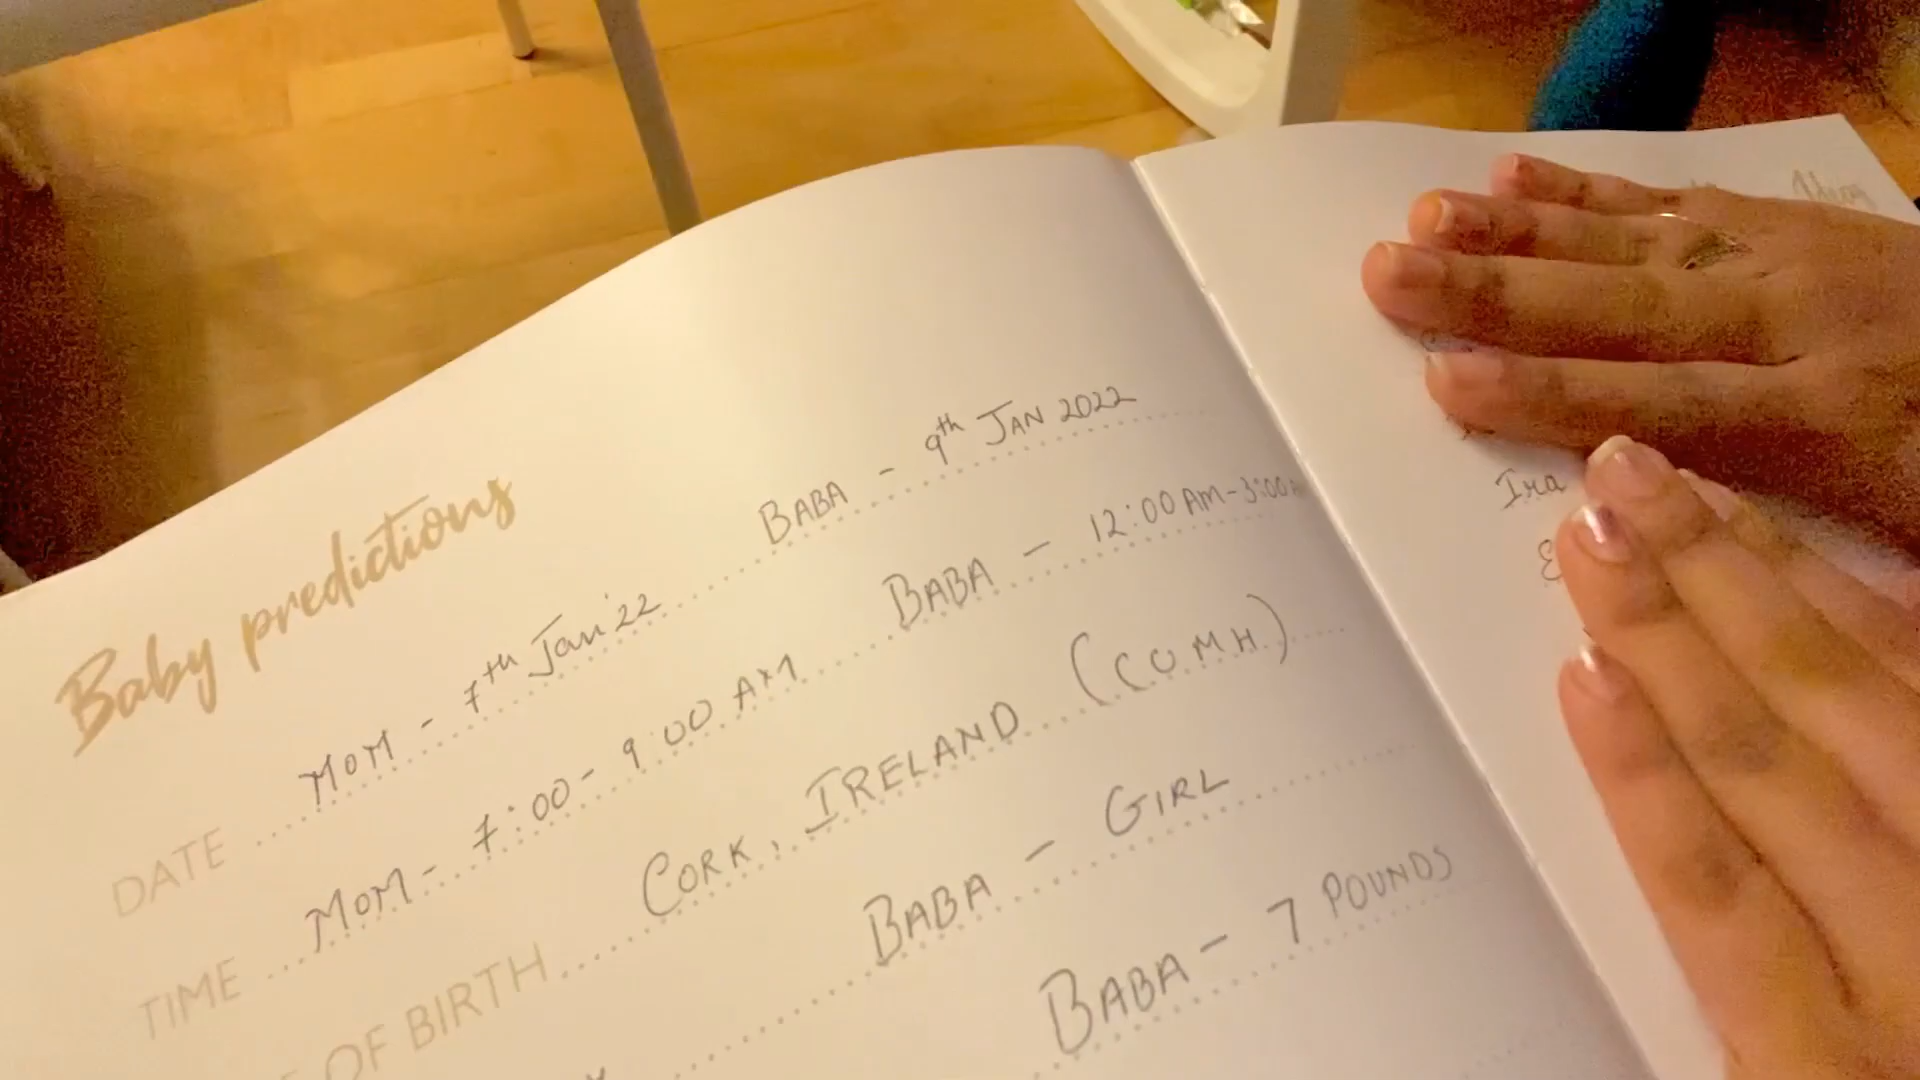 Baby predictions
DATE MOM - 7th Jan'22 BABA - 9th JAN 2022
TIME MOM - 7:00 - 9:00 AM BABA - 12:00 AM - 3:00
OF BIRTH CORK, IRELAND (CUMH)
BABA - GIRL
BABA - 7 POUNDS
Ira